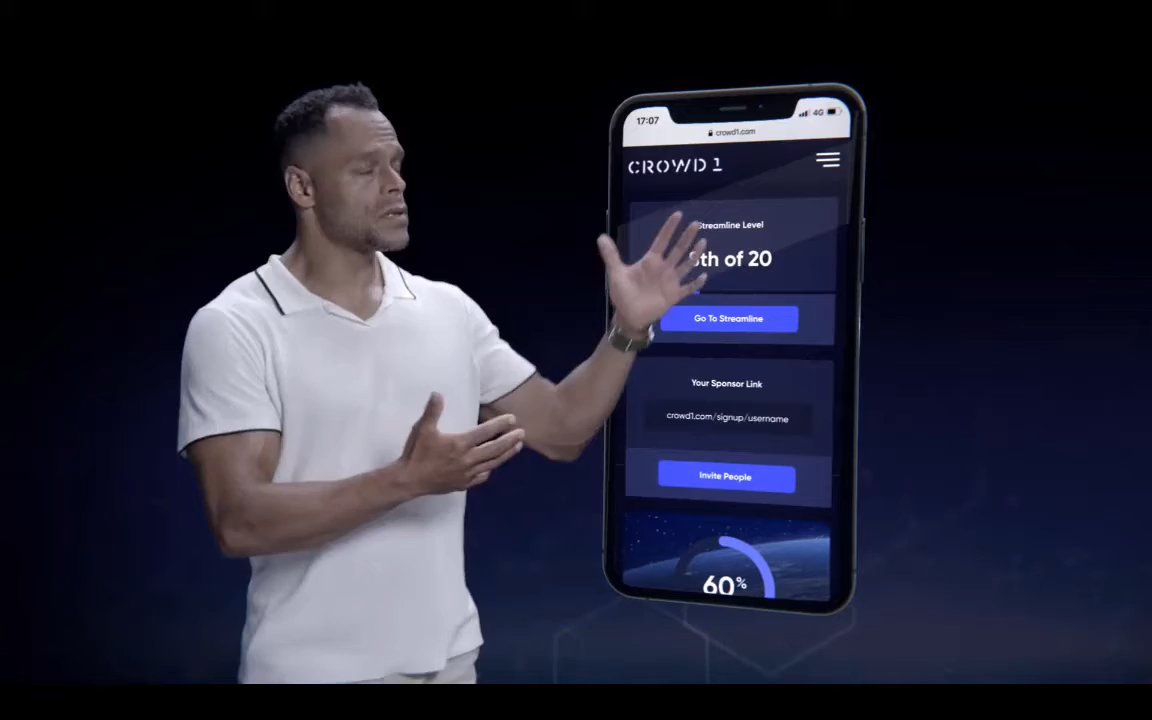 17:07
4G
crowd1.com
CROWD 1
Streamline Level
th of 20
Go To Streamline
Your Sponsor Link
crowd1.com/signup/username
Invite People
60%